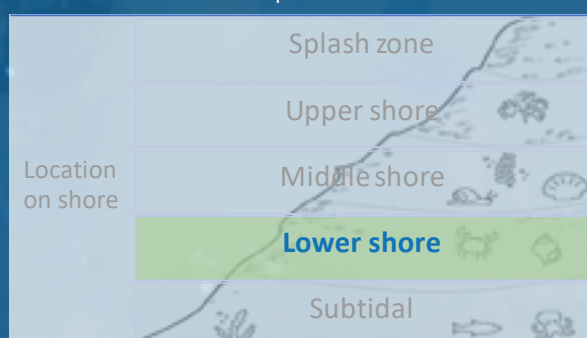 Splash zone
Upper shore
Location
on shore
Middle shore
Lower shore
Subtidal